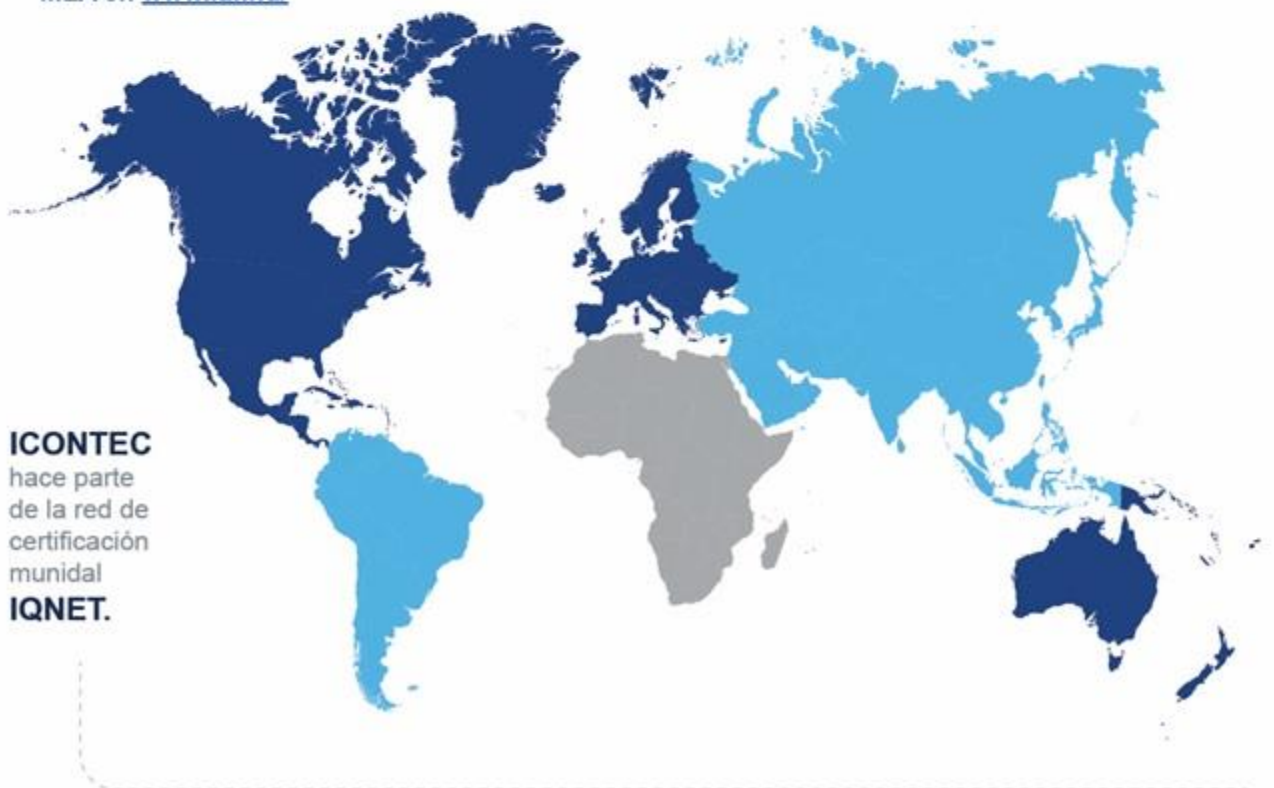 ICONTEC
hace parte
de la red de
certificación
munidal
IQNET.